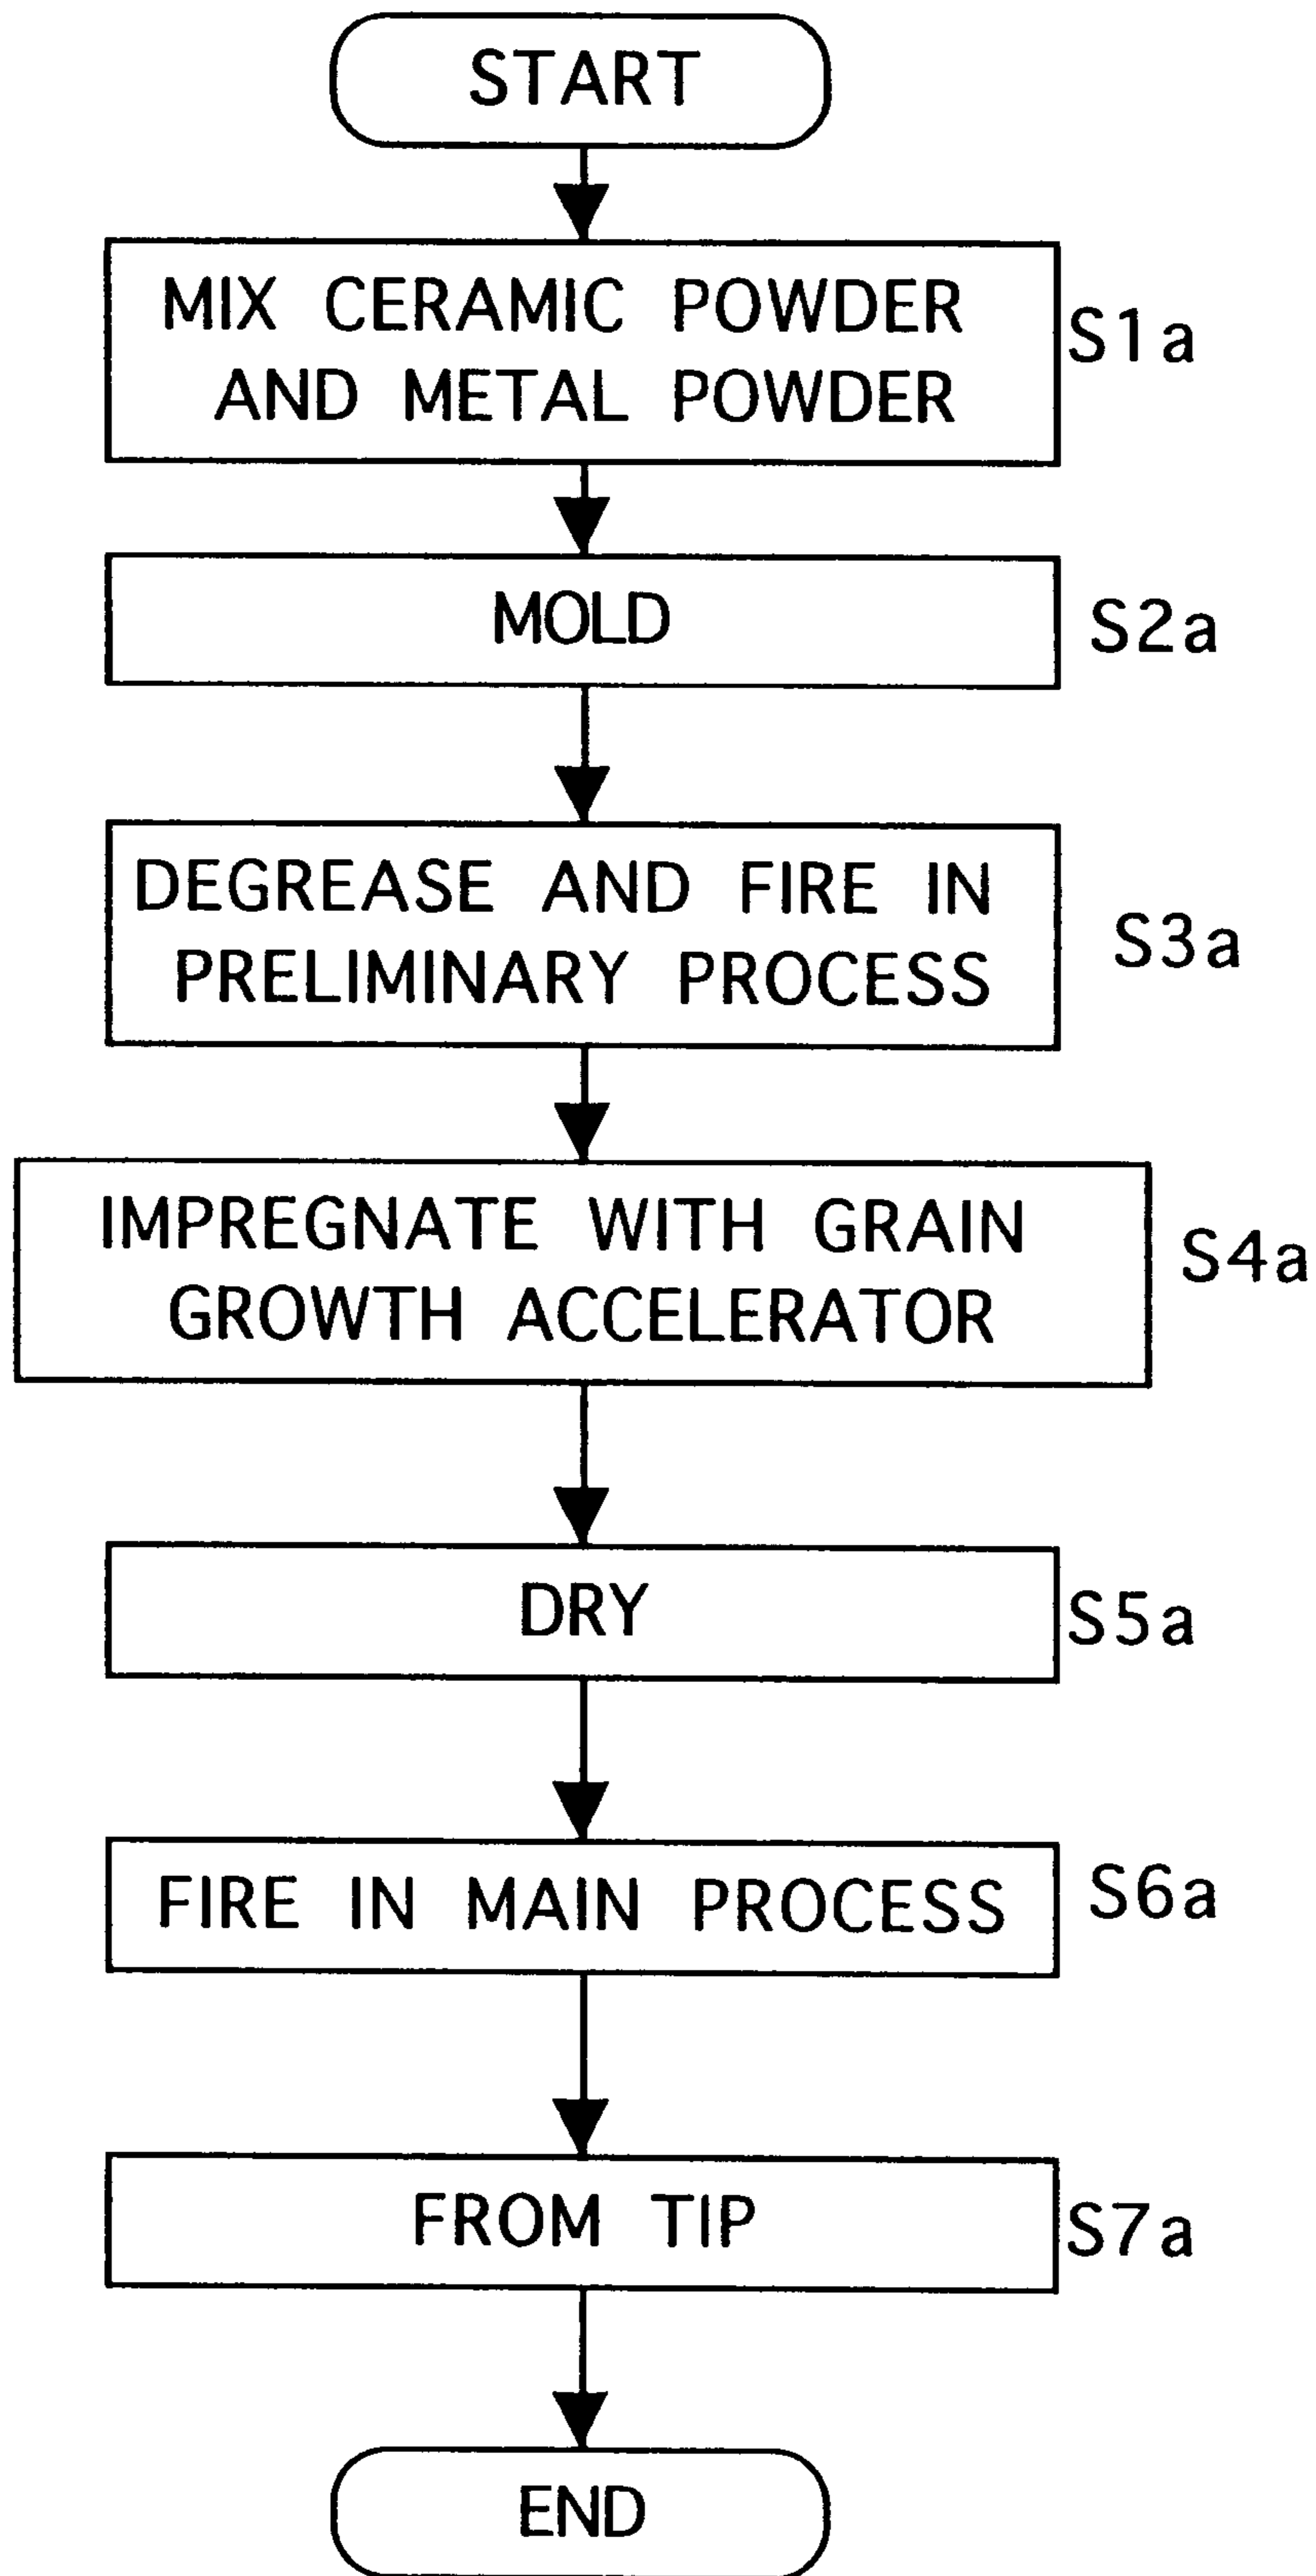 START
MIX CERAMIC POWDER
AND METAL POWDER
S1a
MOLD
S2a
DEGREASE AND FIRE IN
PRELIMINARY PROCESS
S3a
IMPREGNATE WITH GRAIN
GROWTH ACCELERATOR
S4a
DRY
S5a
FIRE IN MAIN PROCESS
S6a
FROM TIP
S7a
END